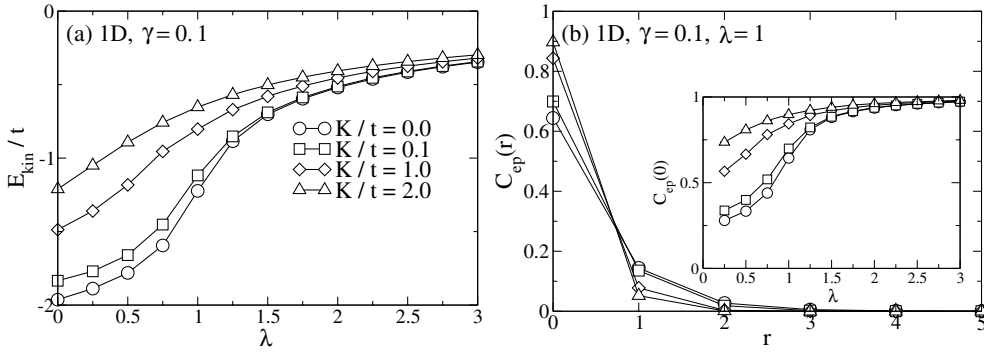 (a) 1D, γ=0.1
E_kin / t
0
-1
-2
0
0.5
1
1.5
2
2.5
3
λ
K / t = 0.0
K / t = 0.1
K / t = 1.0
K / t = 2.0
(b) 1D, γ=0.1, λ=1
C_ep(r)
1
0.8
0.6
0.4
0.2
0
0
1
2
3
4
5
r
C_ep(0)
1
0.5
0
0
0.5
1
1.5
2
2.5
3
λ